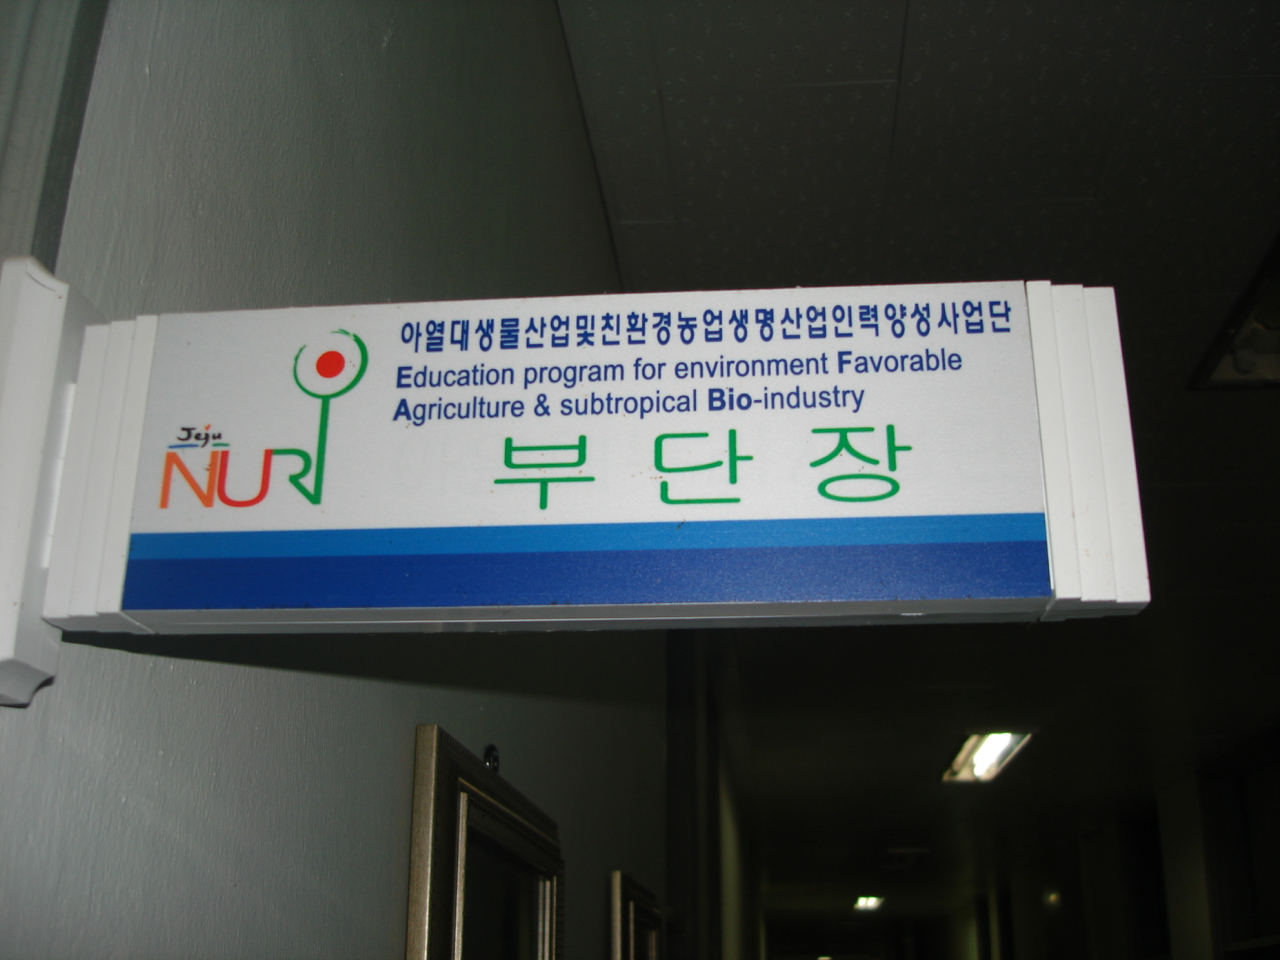 아열대생물산업및친환경농업생명산업인력양성사업단
Education program for environment Favorable
Agriculture & subtropical Bio-industry
Jeju
NURI
부단장